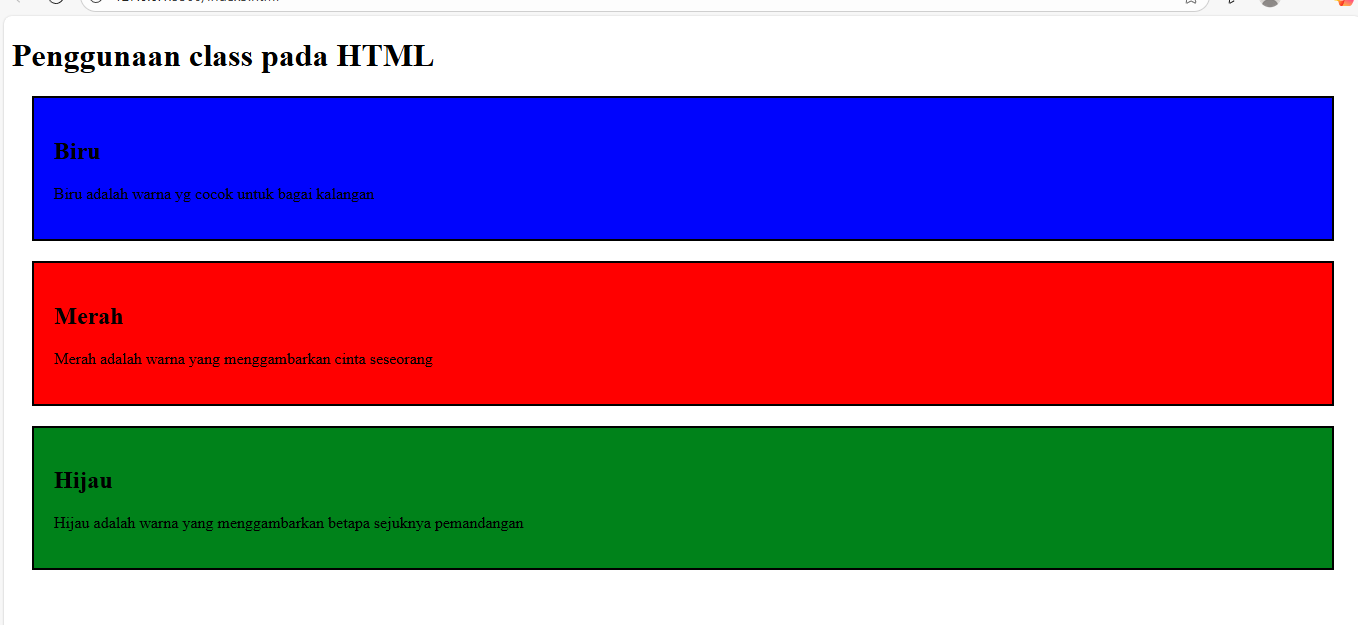 Penggunaan class pada HTML
Biru
Biru adalah warna yg cocok untuk bagai kalangan
Merah
Merah adalah warna yang menggambarkan cinta seseorang
Hijau
Hijau adalah warna yang menggambarkan betapa sejuknya pemandangan